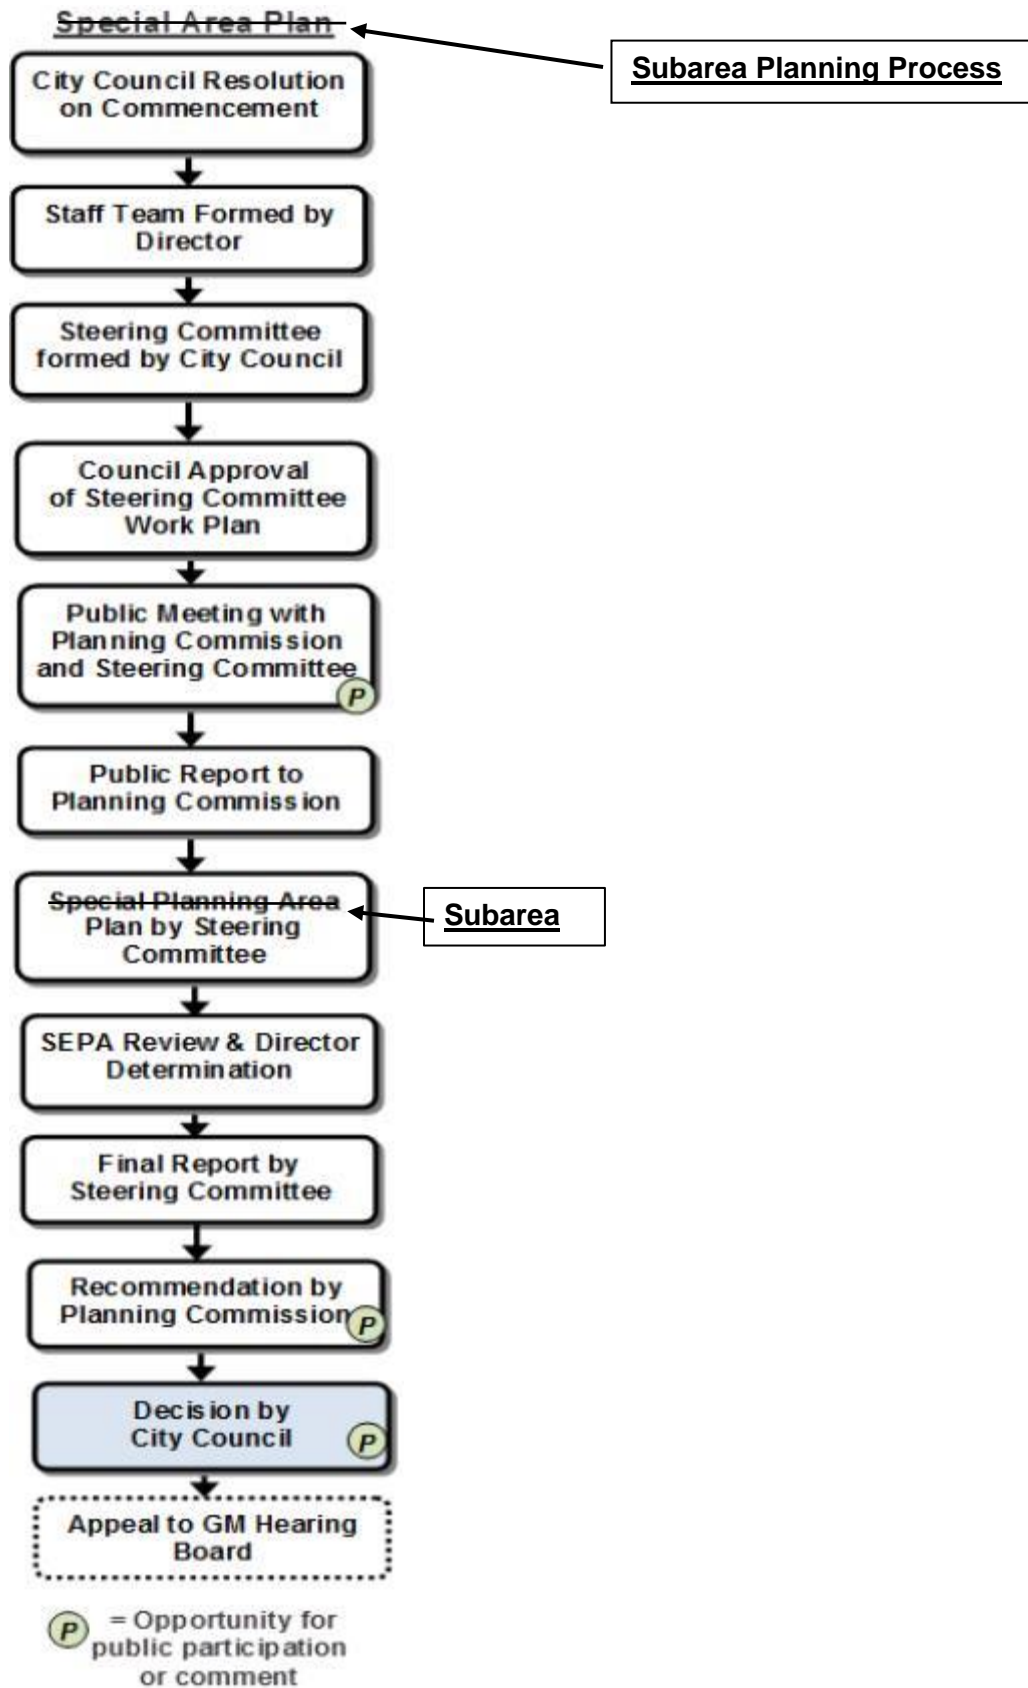 Special Area Plan
Subarea Planning Process
City Council Resolution
on Commencement
Staff Team Formed by
Director
Steering Committee
formed by City Council
Council Approval
of Steering Committee
Work Plan
Public Meeting with
Planning Commission
and Steering Committee
P
Public Report to
Planning Commission
Special Planning Area
Plan by Steering
Committee
Subarea
SEPA Review & Director
Determination
Final Report by
Steering Committee
Recommendation by
Planning Commission
P
Decision by
City Council
P
Appeal to GM Hearing
Board
P = Opportunity for
public participation
or comment